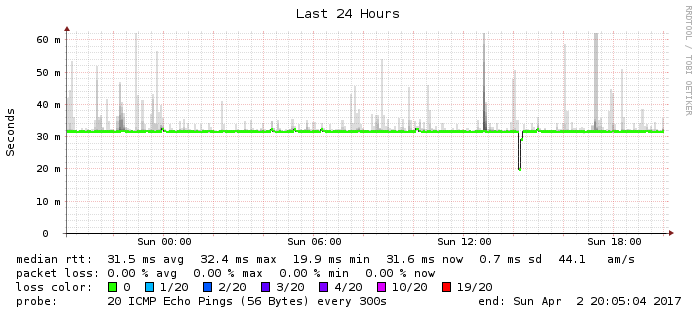 Last 24 Hours
RRDTOOL / TOBI OETIKER
Seconds
60 m
50 m
40 m
30 m
20 m
10 m
0
Sun 00:00 Sun 06:00 Sun 12:00 Sun 18:00
median rtt: 31.5 ms avg 32.4 ms max 19.9 ms min 31.6 ms now 0.7 ms sd 44.1 am/s
packet loss: 0.00 % avg 0.00 % max 0.00 % min 0.00 % now
loss color: 0 1/20 2/20 3/20 4/20 10/20 19/20
probe: 20 ICMP Echo Pings (56 Bytes) every 300s end: Sun Apr 2 20:05:04 2017